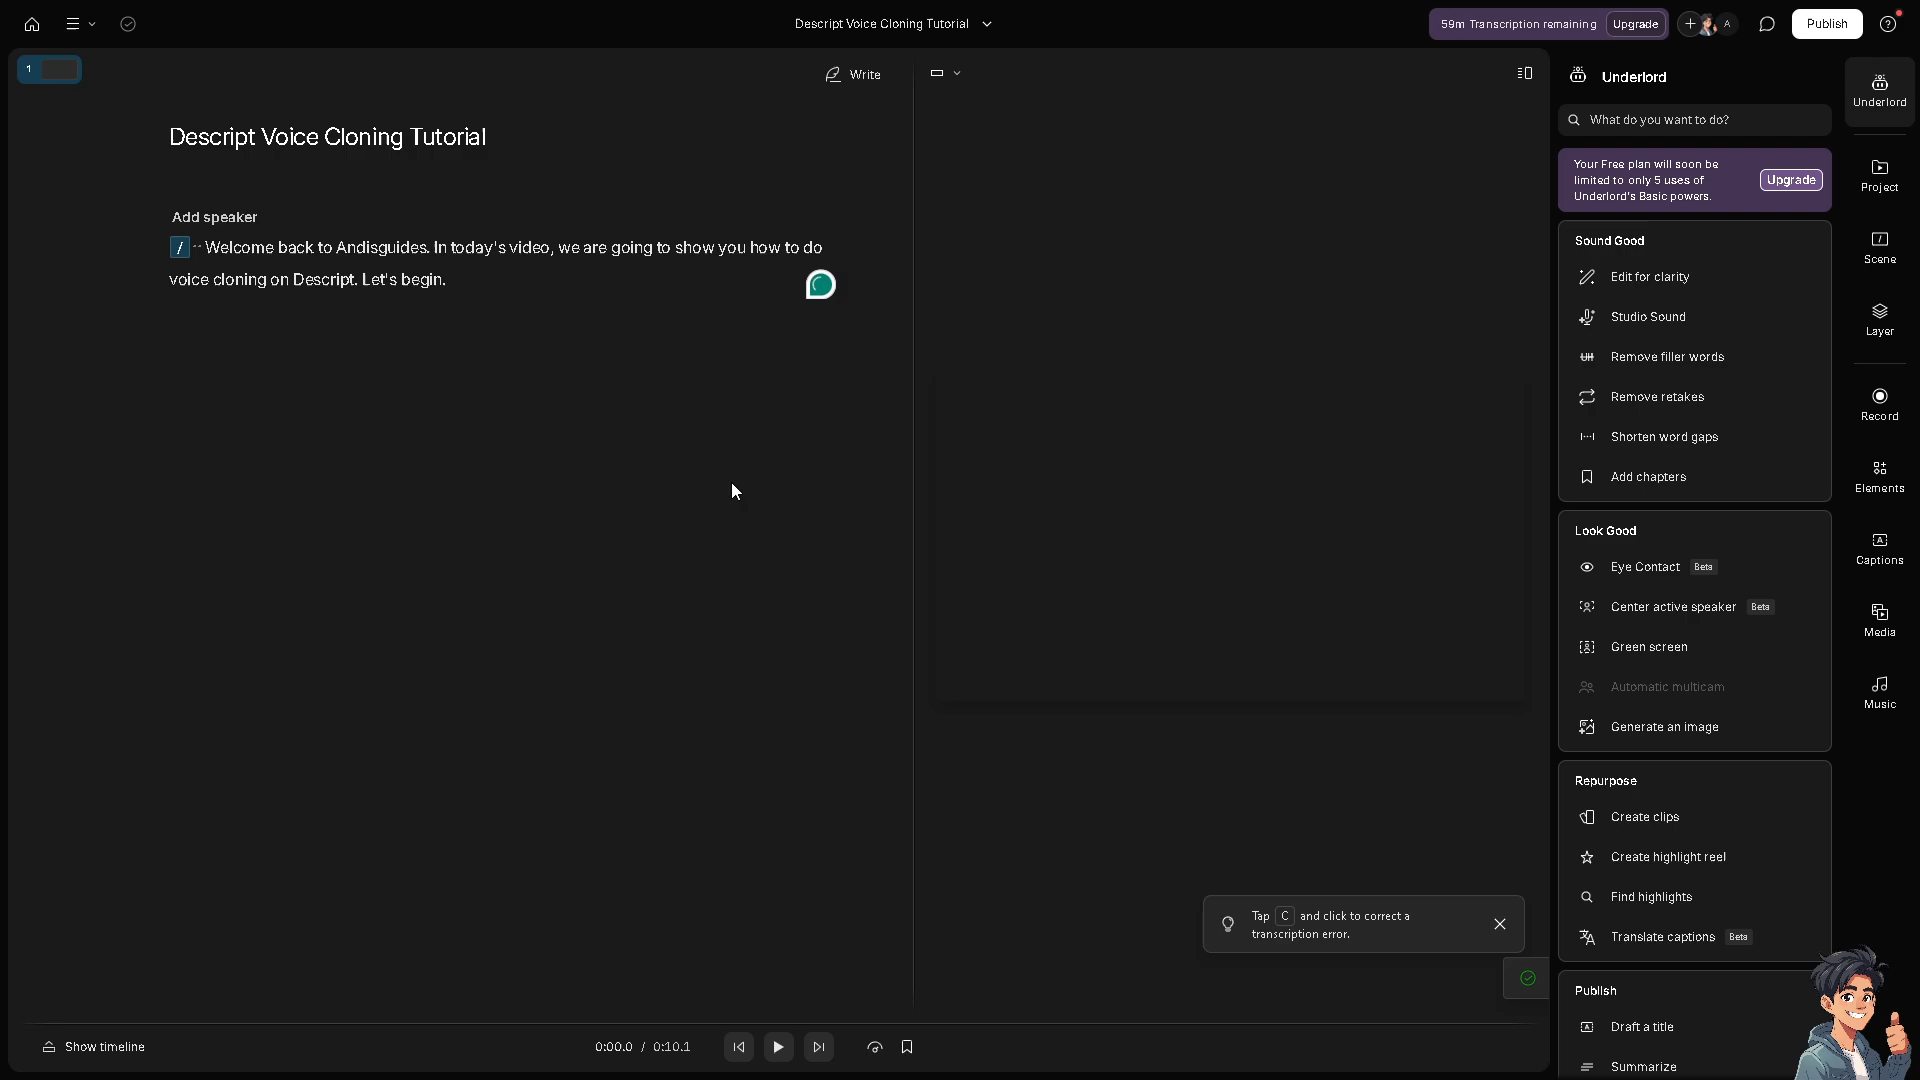 Descript Voice Cloning Tutorial
59m Transcription remaining
Upgrade
A
Publish
1
Write
Descript Voice Cloning Tutorial
Add speaker
/ Welcome back to Andisguides. In today's video, we are going to show you how to do
voice cloning on Descript. Let's begin.
Underlord
What do you want to do?
Your Free plan will soon be
limited to only 5 uses of
Underlord's Basic powers.
Upgrade
Sound Good
Edit for clarity
Studio Sound
Remove filler words
Remove retakes
Shorten word gaps
Add chapters
Look Good
Eye Contact Beta
Center active speaker Beta
Green screen
Automatic multicam
Generate an image
Repurpose
Create clips
Create highlight reel
Find highlights
Translate captions Beta
Publish
Draft a title
Summarize
Underlord
Project
Scene
Layer
Record
Elements
Captions
Media
Music
Tap C and click to correct a
transcription error.
Show timeline
0:00.0 / 0:10.1